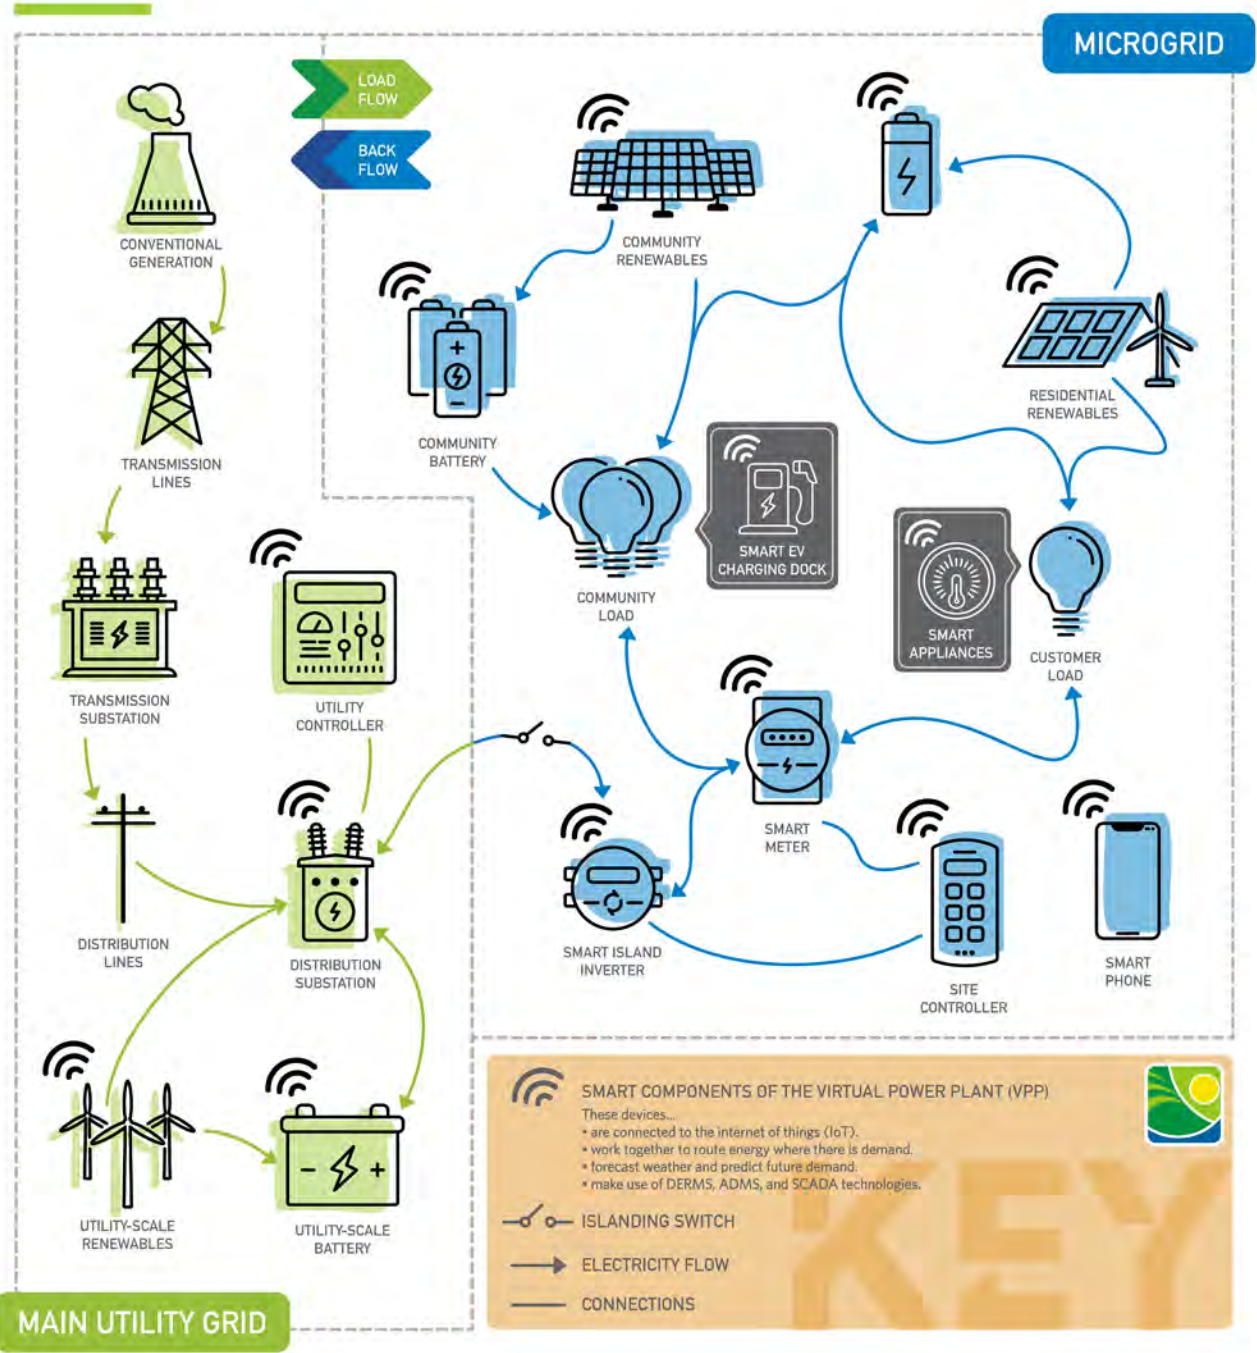 MICROGRID
LOAD
FLOW
BACK
FLOW
CONVENTIONAL
GENERATION
COMMUNITY
RENEWABLES
RESIDENTIAL
RENEWABLES
TRANSMISSION
LINES
COMMUNITY
BATTERY
SMART EV
CHARGING DOCK
COMMUNITY
LOAD
SMART
APPLIANCES
CUSTOMER
LOAD
TRANSMISSION
SUBSTATION
UTILITY
CONTROLLER
SMART
METER
DISTRIBUTION
LINES
DISTRIBUTION
SUBSTATION
SMART ISLAND
INVERTER
SITE
CONTROLLER
SMART
PHONE
UTILITY-SCALE
RENEWABLES
UTILITY-SCALE
BATTERY
MAIN UTILITY GRID
SMART COMPONENTS OF THE VIRTUAL POWER PLANT (VPP)
These devices...
• are connected to the internet of things (IoT).
• work together to route energy where there is demand.
• forecast weather and predict future demand.
• make use of DERMS, ADMS, and SCADA technologies.
ISLANDING SWITCH
ELECTRICITY FLOW
CONNECTIONS
KEY